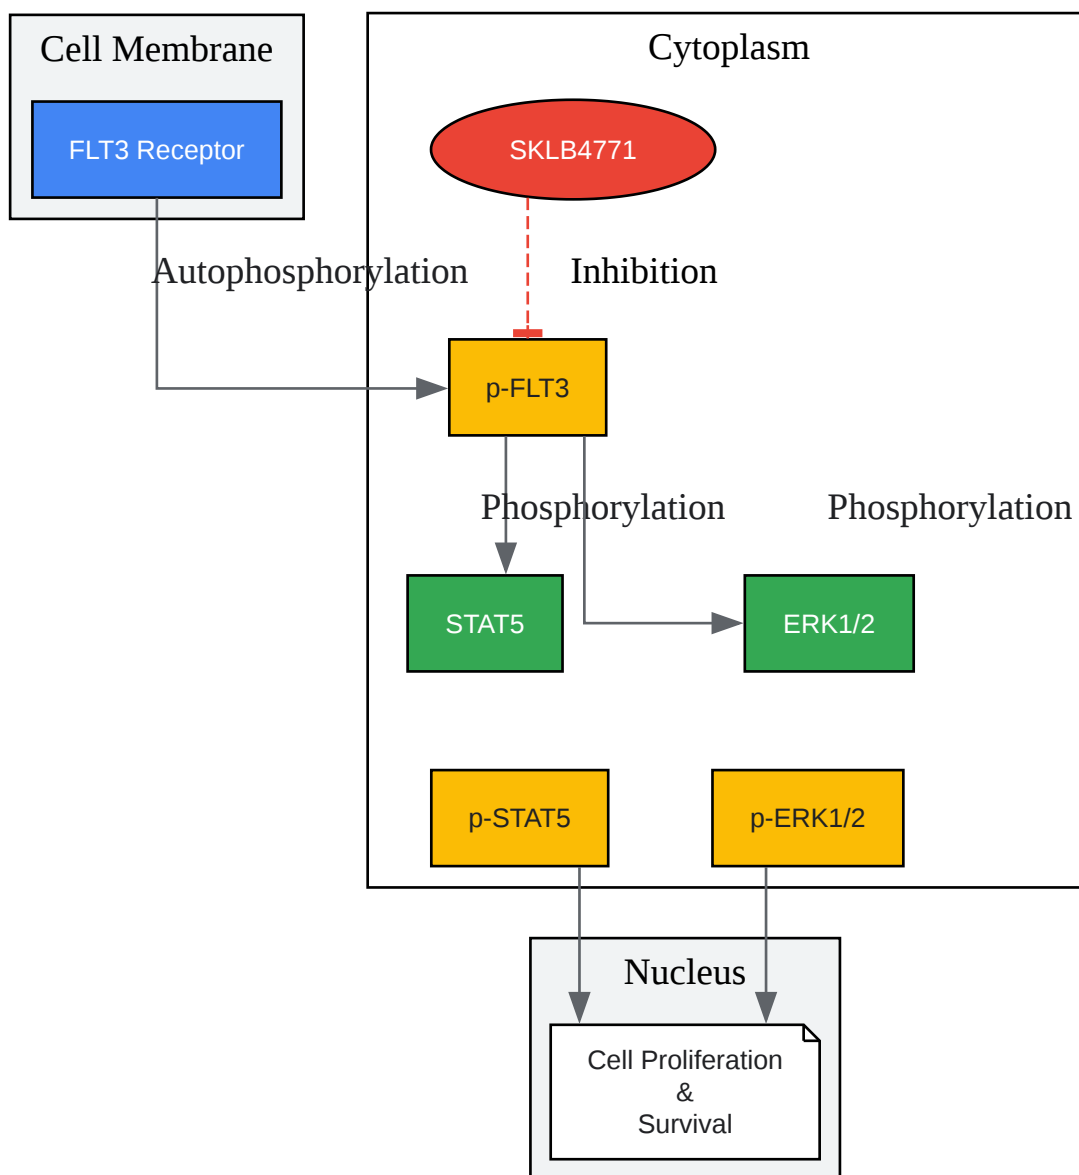 Cell Membrane
Cytoplasm
FLT3 Receptor
SKLB4771
Autophosphorylation
Inhibition
p-FLT3
Phosphorylation
Phosphorylation
STAT5
ERK1/2
p-STAT5
p-ERK1/2
Nucleus
Cell Proliferation
&
Survival